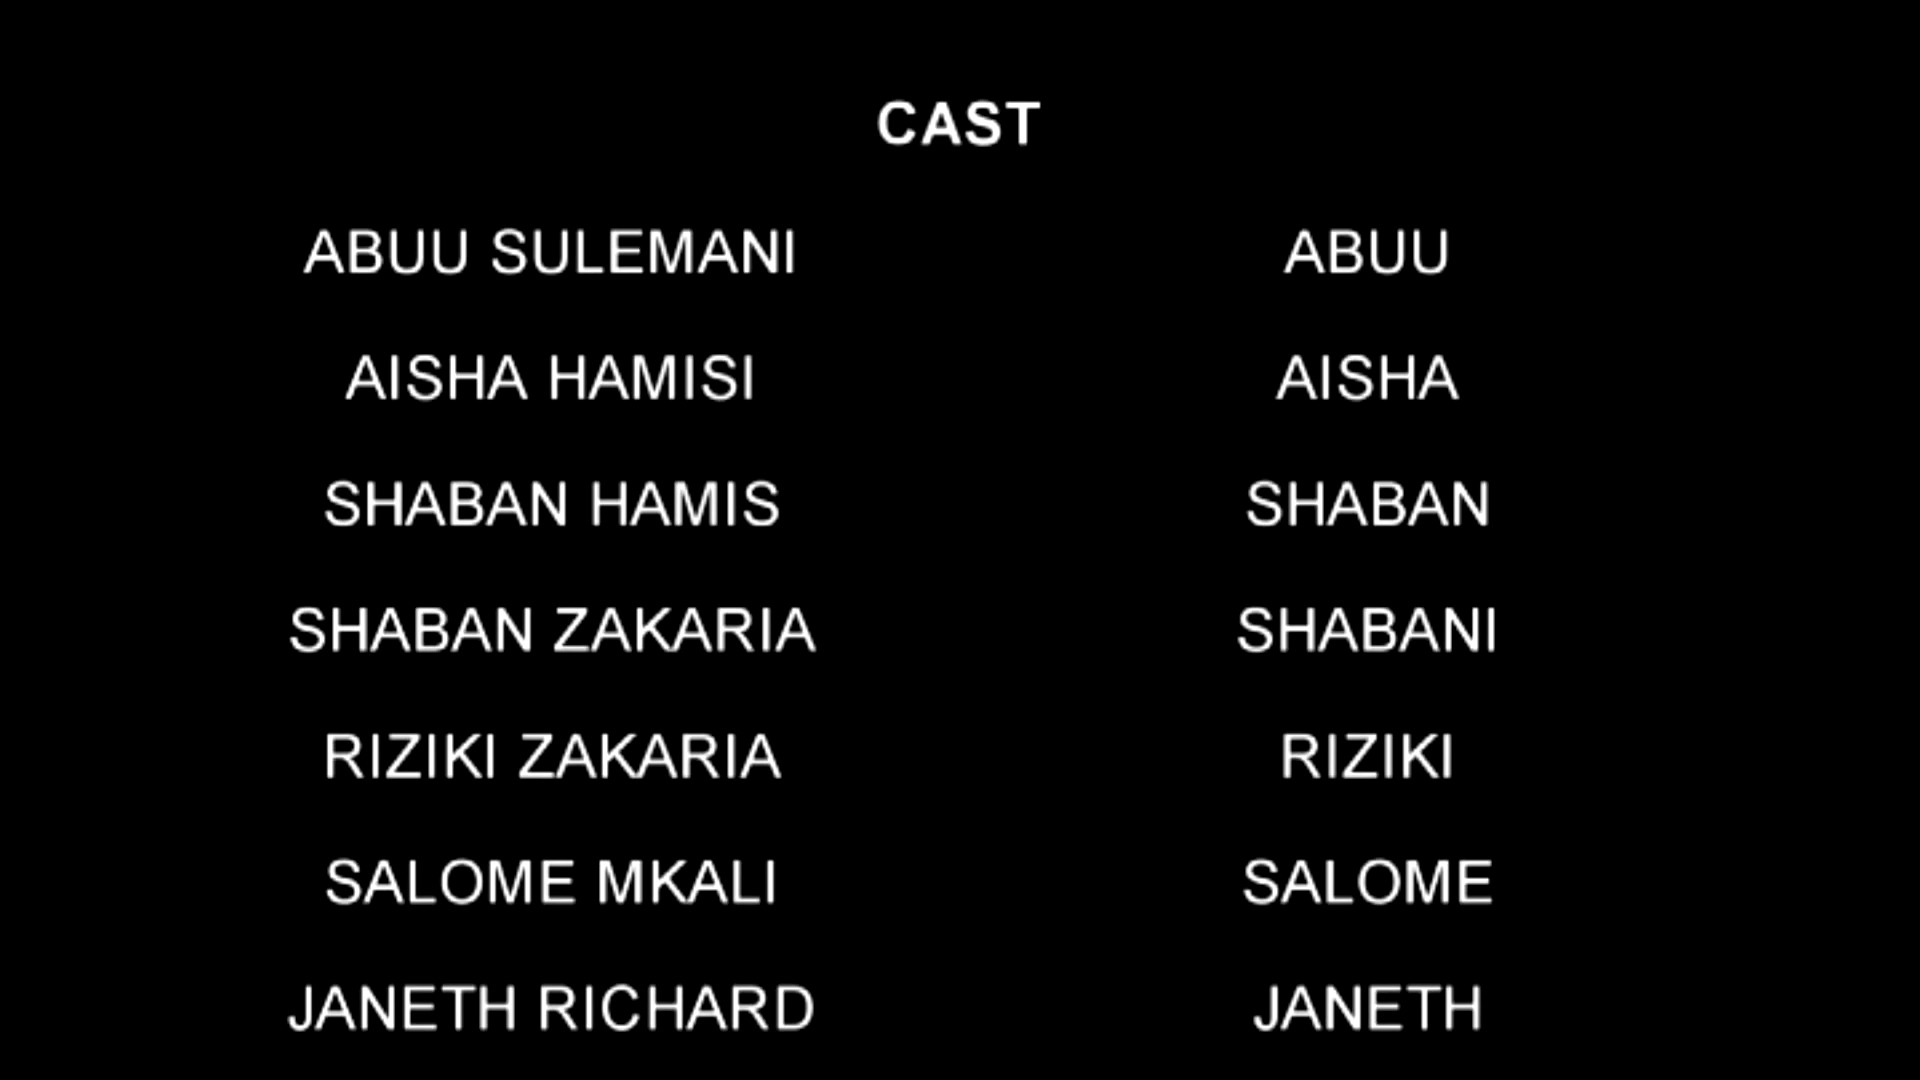 CAST
ABUU SULEMANI ABUU
AISHA HAMISI AISHA
SHABAN HAMIS SHABAN
SHABAN ZAKARIA SHABANI
RIZIKI ZAKARIA RIZIKI
SALOME MKALI SALOME
JANETH RICHARD JANETH